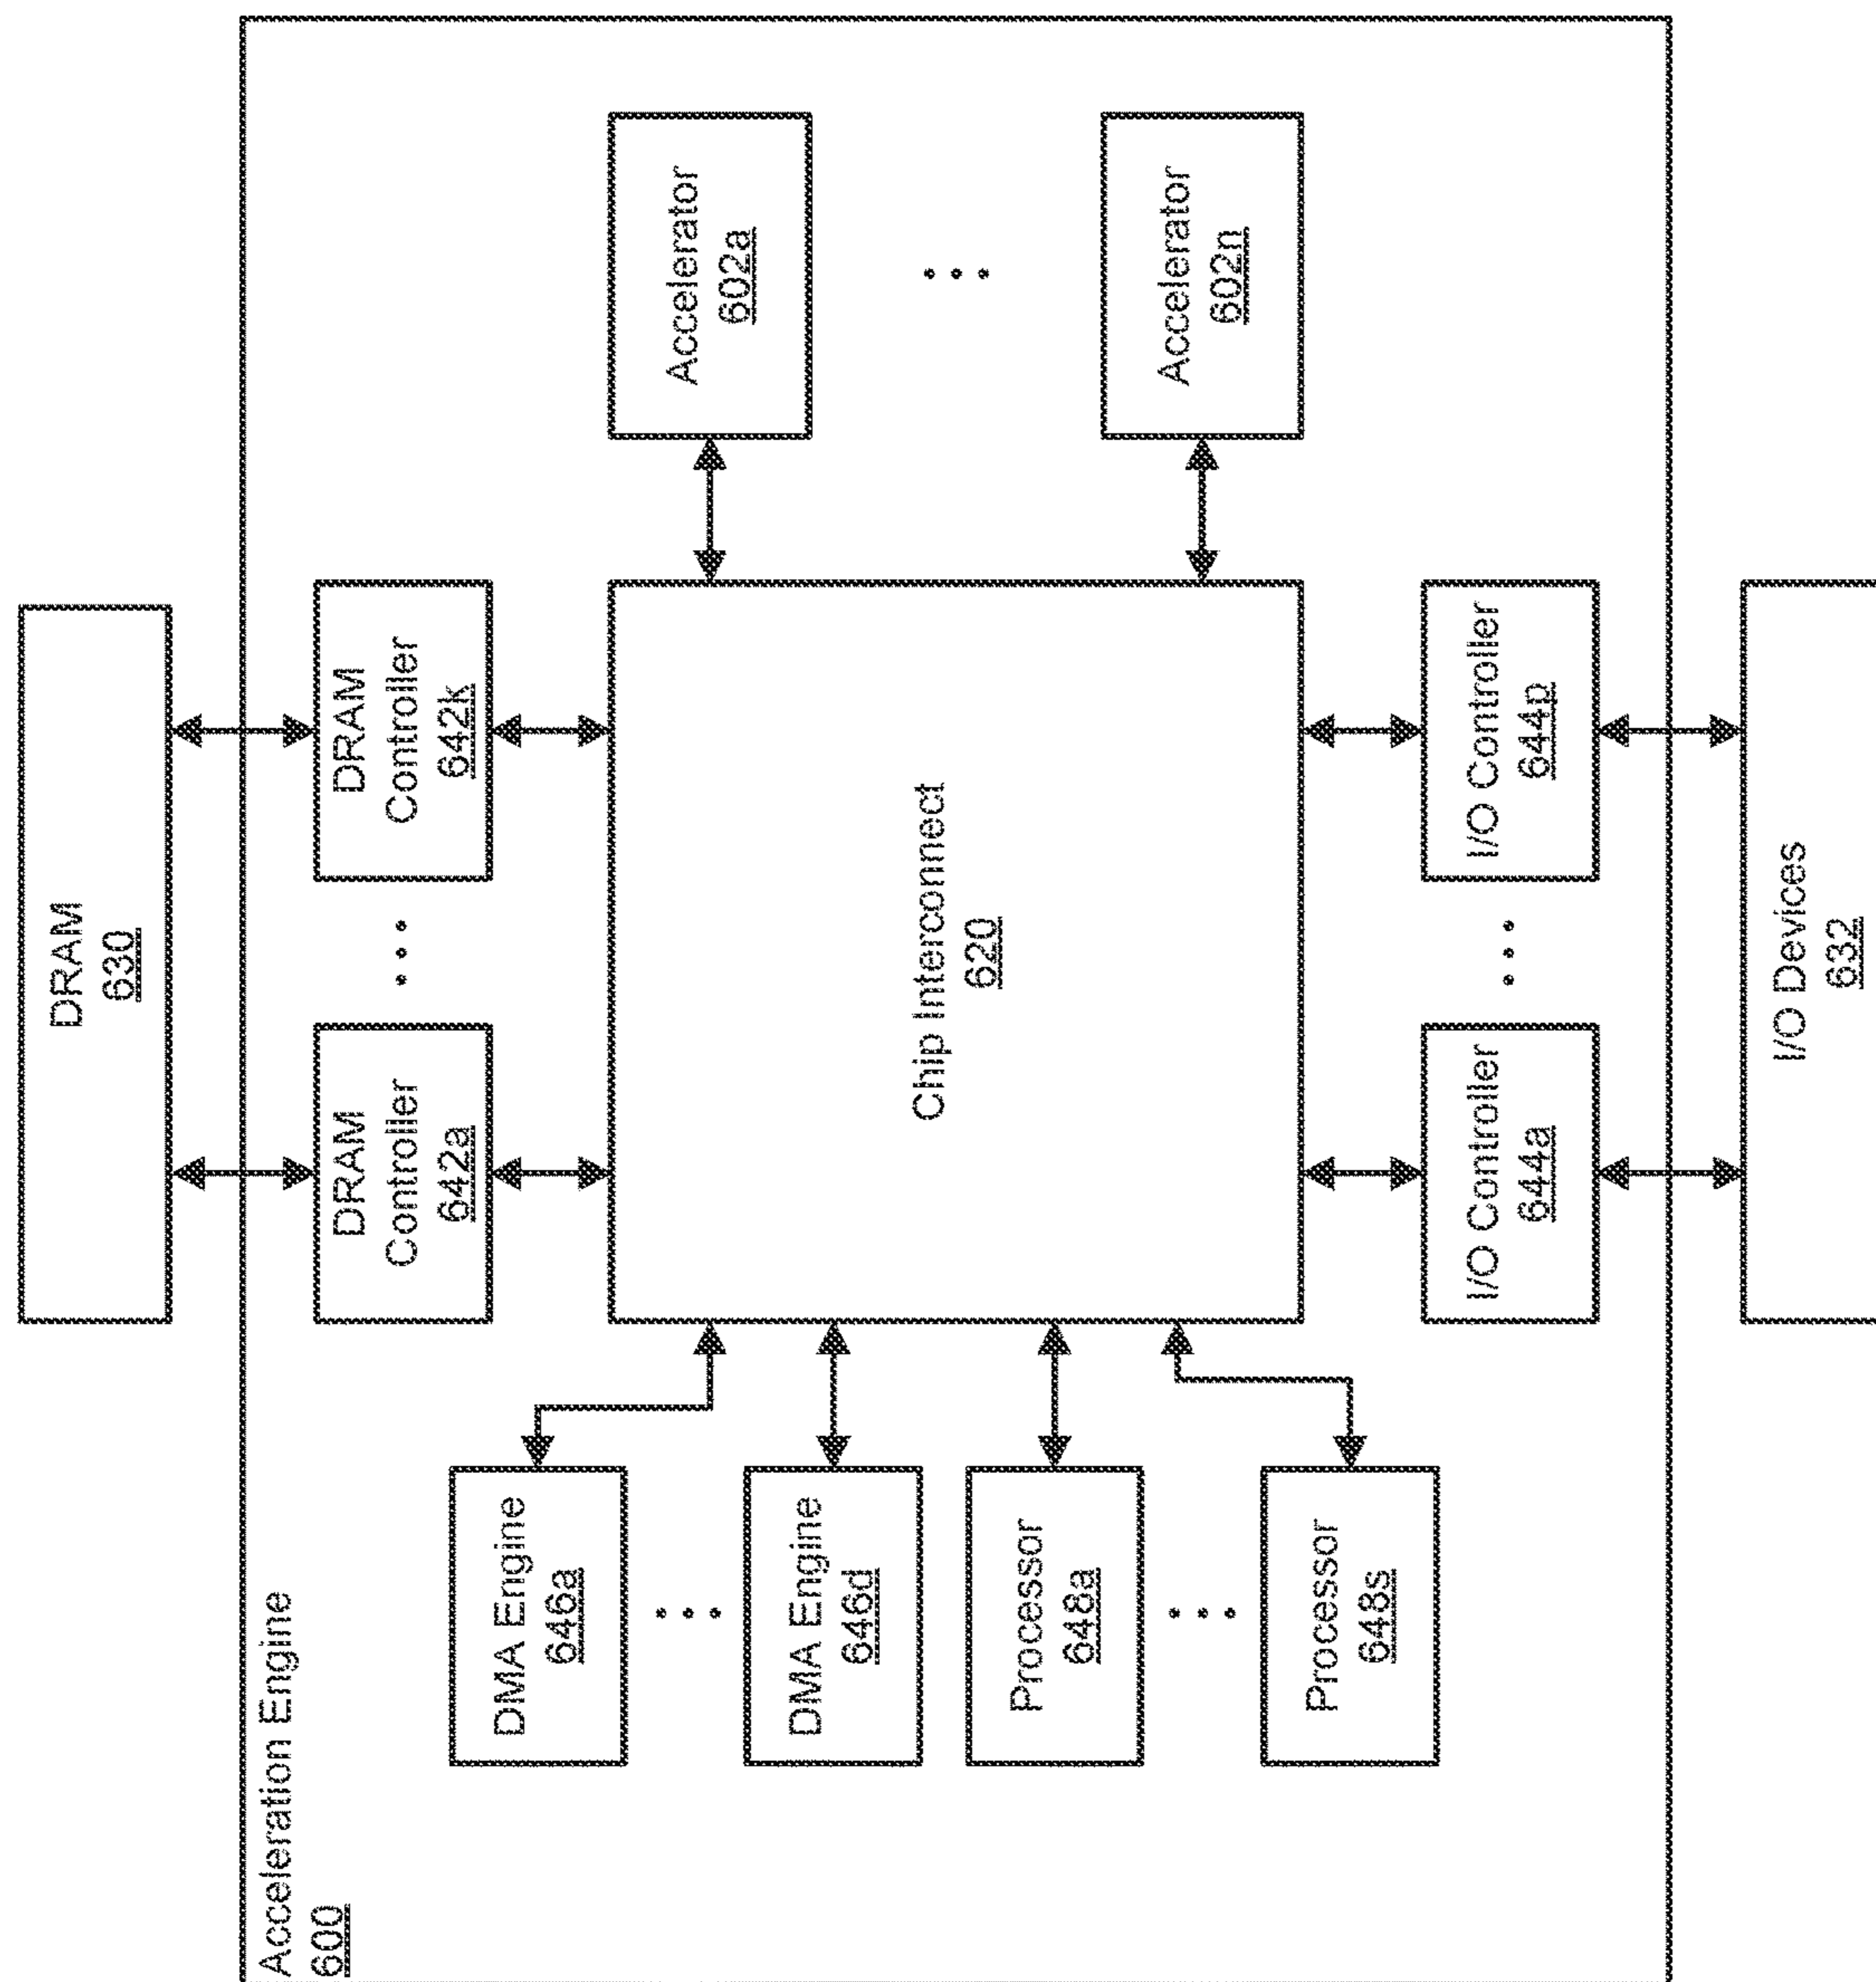 Acceleration Engine
600
DRAM
630
DRAM
Controller
642a
DRAM
Controller
642k
DMA Engine
646a
DMA Engine
646d
Processor
648a
Processor
648s
Chip Interconnect
620
Accelerator
602a
Accelerator
602n
I/O Controller
644a
I/O Controller
644p
I/O Devices
632